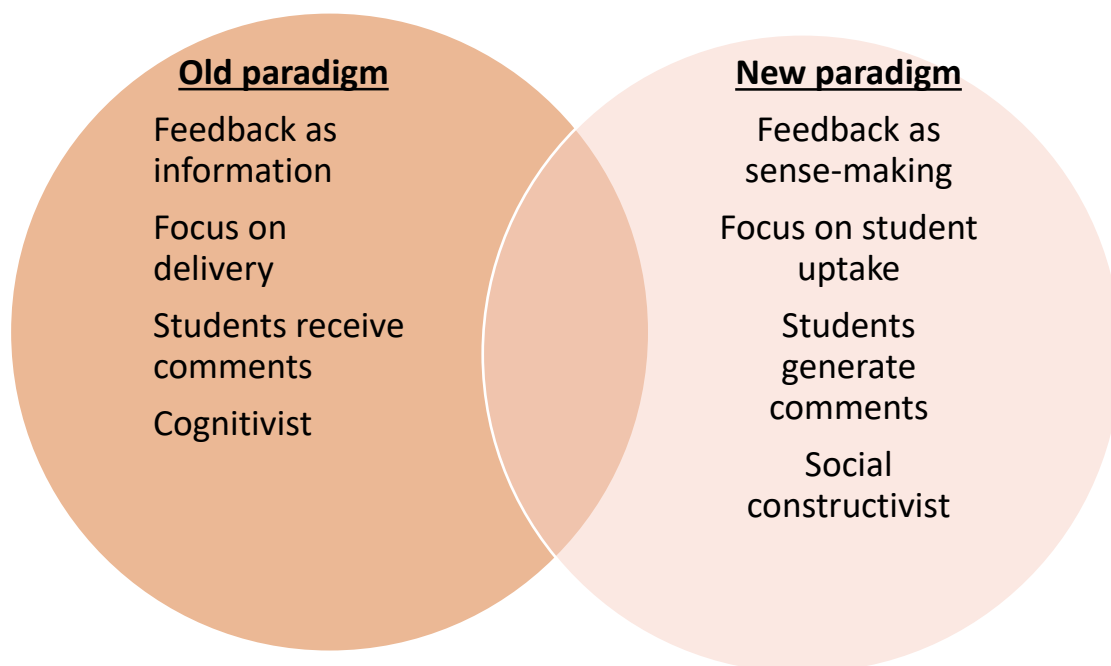 Old paradigm
Feedback as
information
Focus on
delivery
Students receive
comments
Cognitivist
New paradigm
Feedback as
sense-making
Focus on student
uptake
Students
generate
comments
Social
constructivist